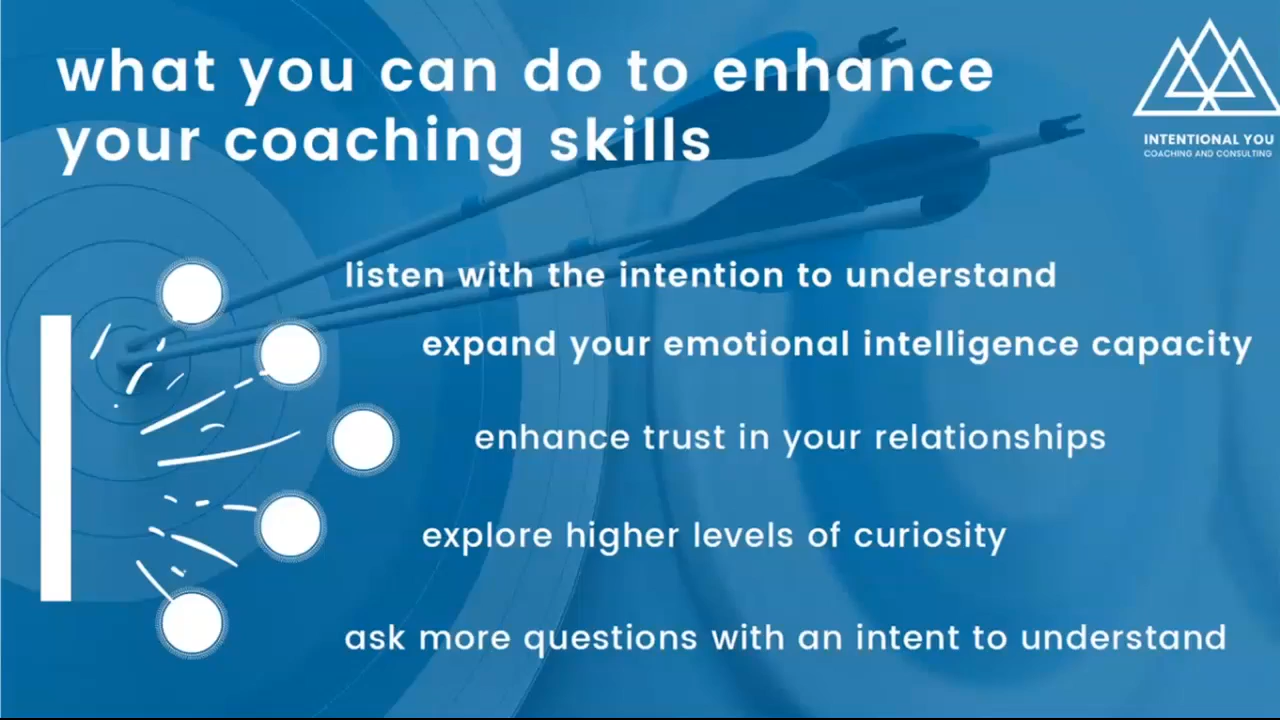 what you can do to enhance
your coaching skills
INTENTIONAL YOU
COACHING AND CONSULTING
listen with the intention to understand
expand your emotional intelligence capacity
enhance trust in your relationships
explore higher levels of curiosity
ask more questions with an intent to understand